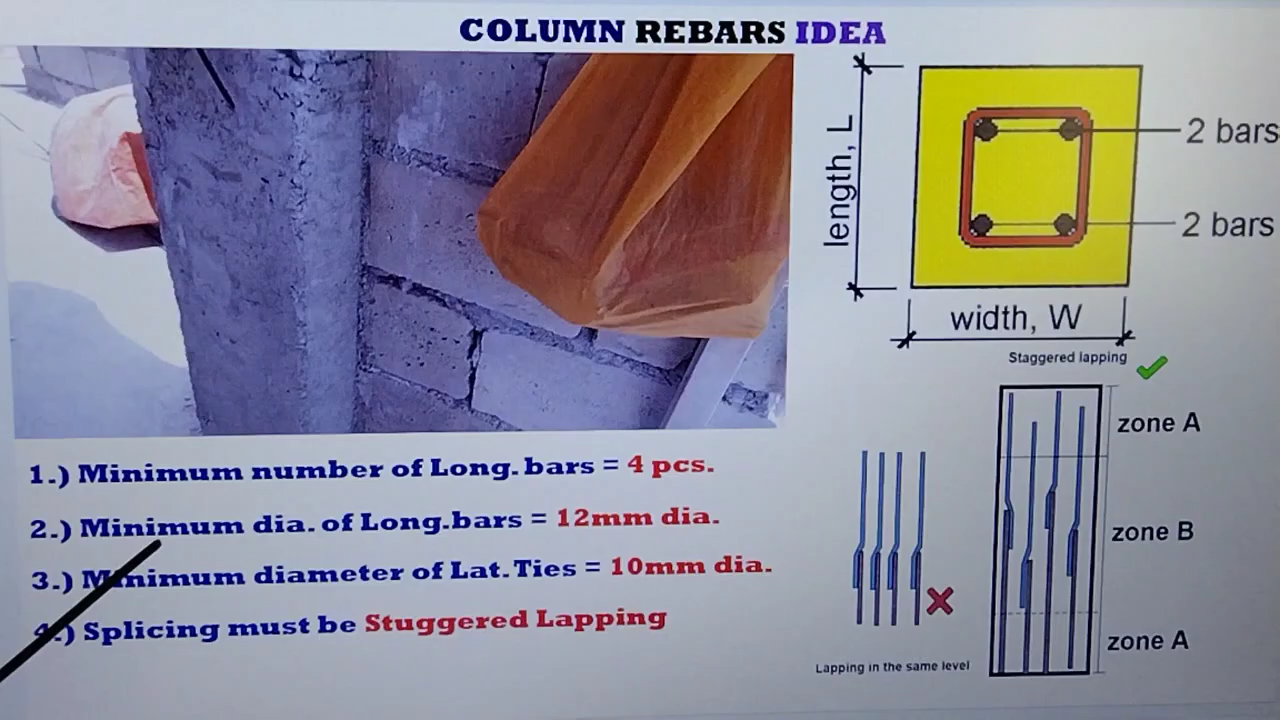 COLUMN REBARS IDEA
length, L
2 bars
2 bars
width, W
Staggered lapping
zone A
zone B
zone A
Lapping in the same level
1.) Minimum number of Long. bars = 4 pcs.
2.) Minimum dia. of Long.bars = 12mm dia.
3.) Minimum diameter of Lat. Ties = 10mm dia.
4.) Splicing must be Stuggered Lapping